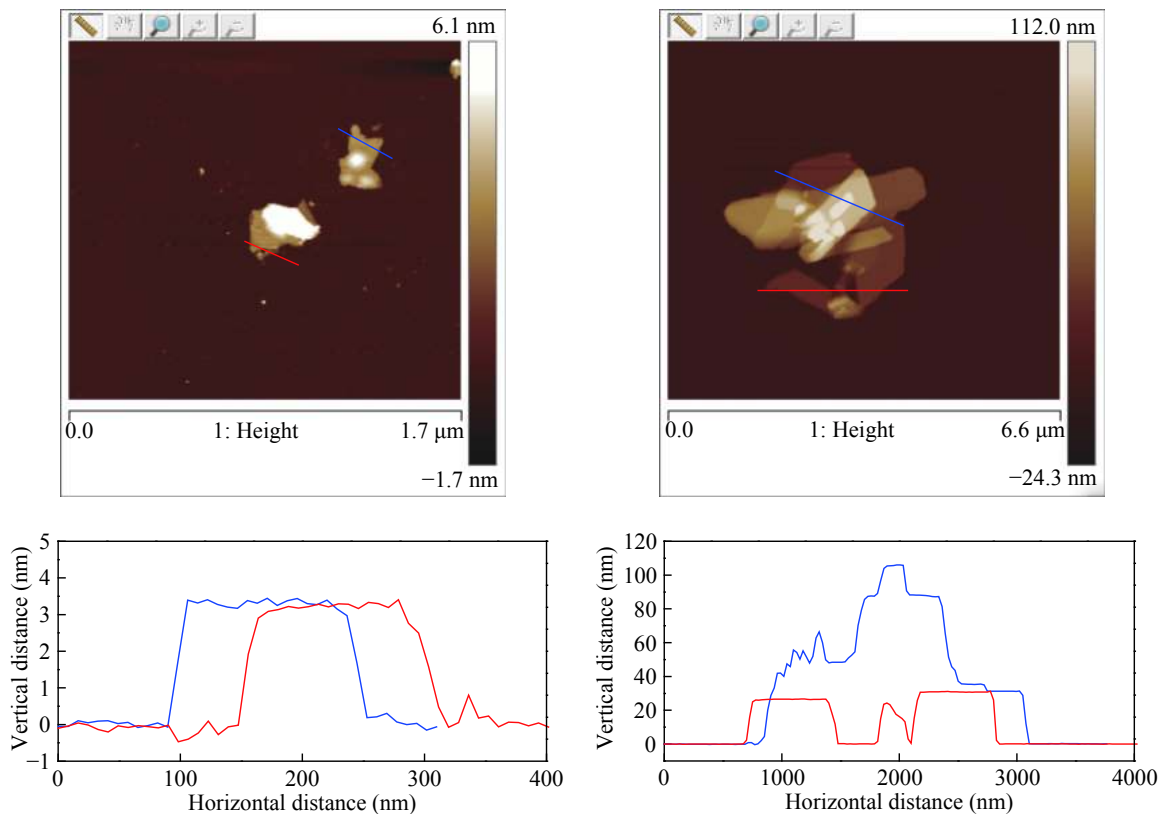 6.1 nm
0.0 1: Height 1.7 μm
−1.7 nm
112.0 nm
0.0 1: Height 6.6 μm
−24.3 nm
Vertical distance (nm)
5
4
3
2
1
0
−1
0 100 200 300 400
Horizontal distance (nm)
Vertical distance (nm)
120
100
80
60
40
20
0
0 1000 2000 3000 4000
Horizontal distance (nm)